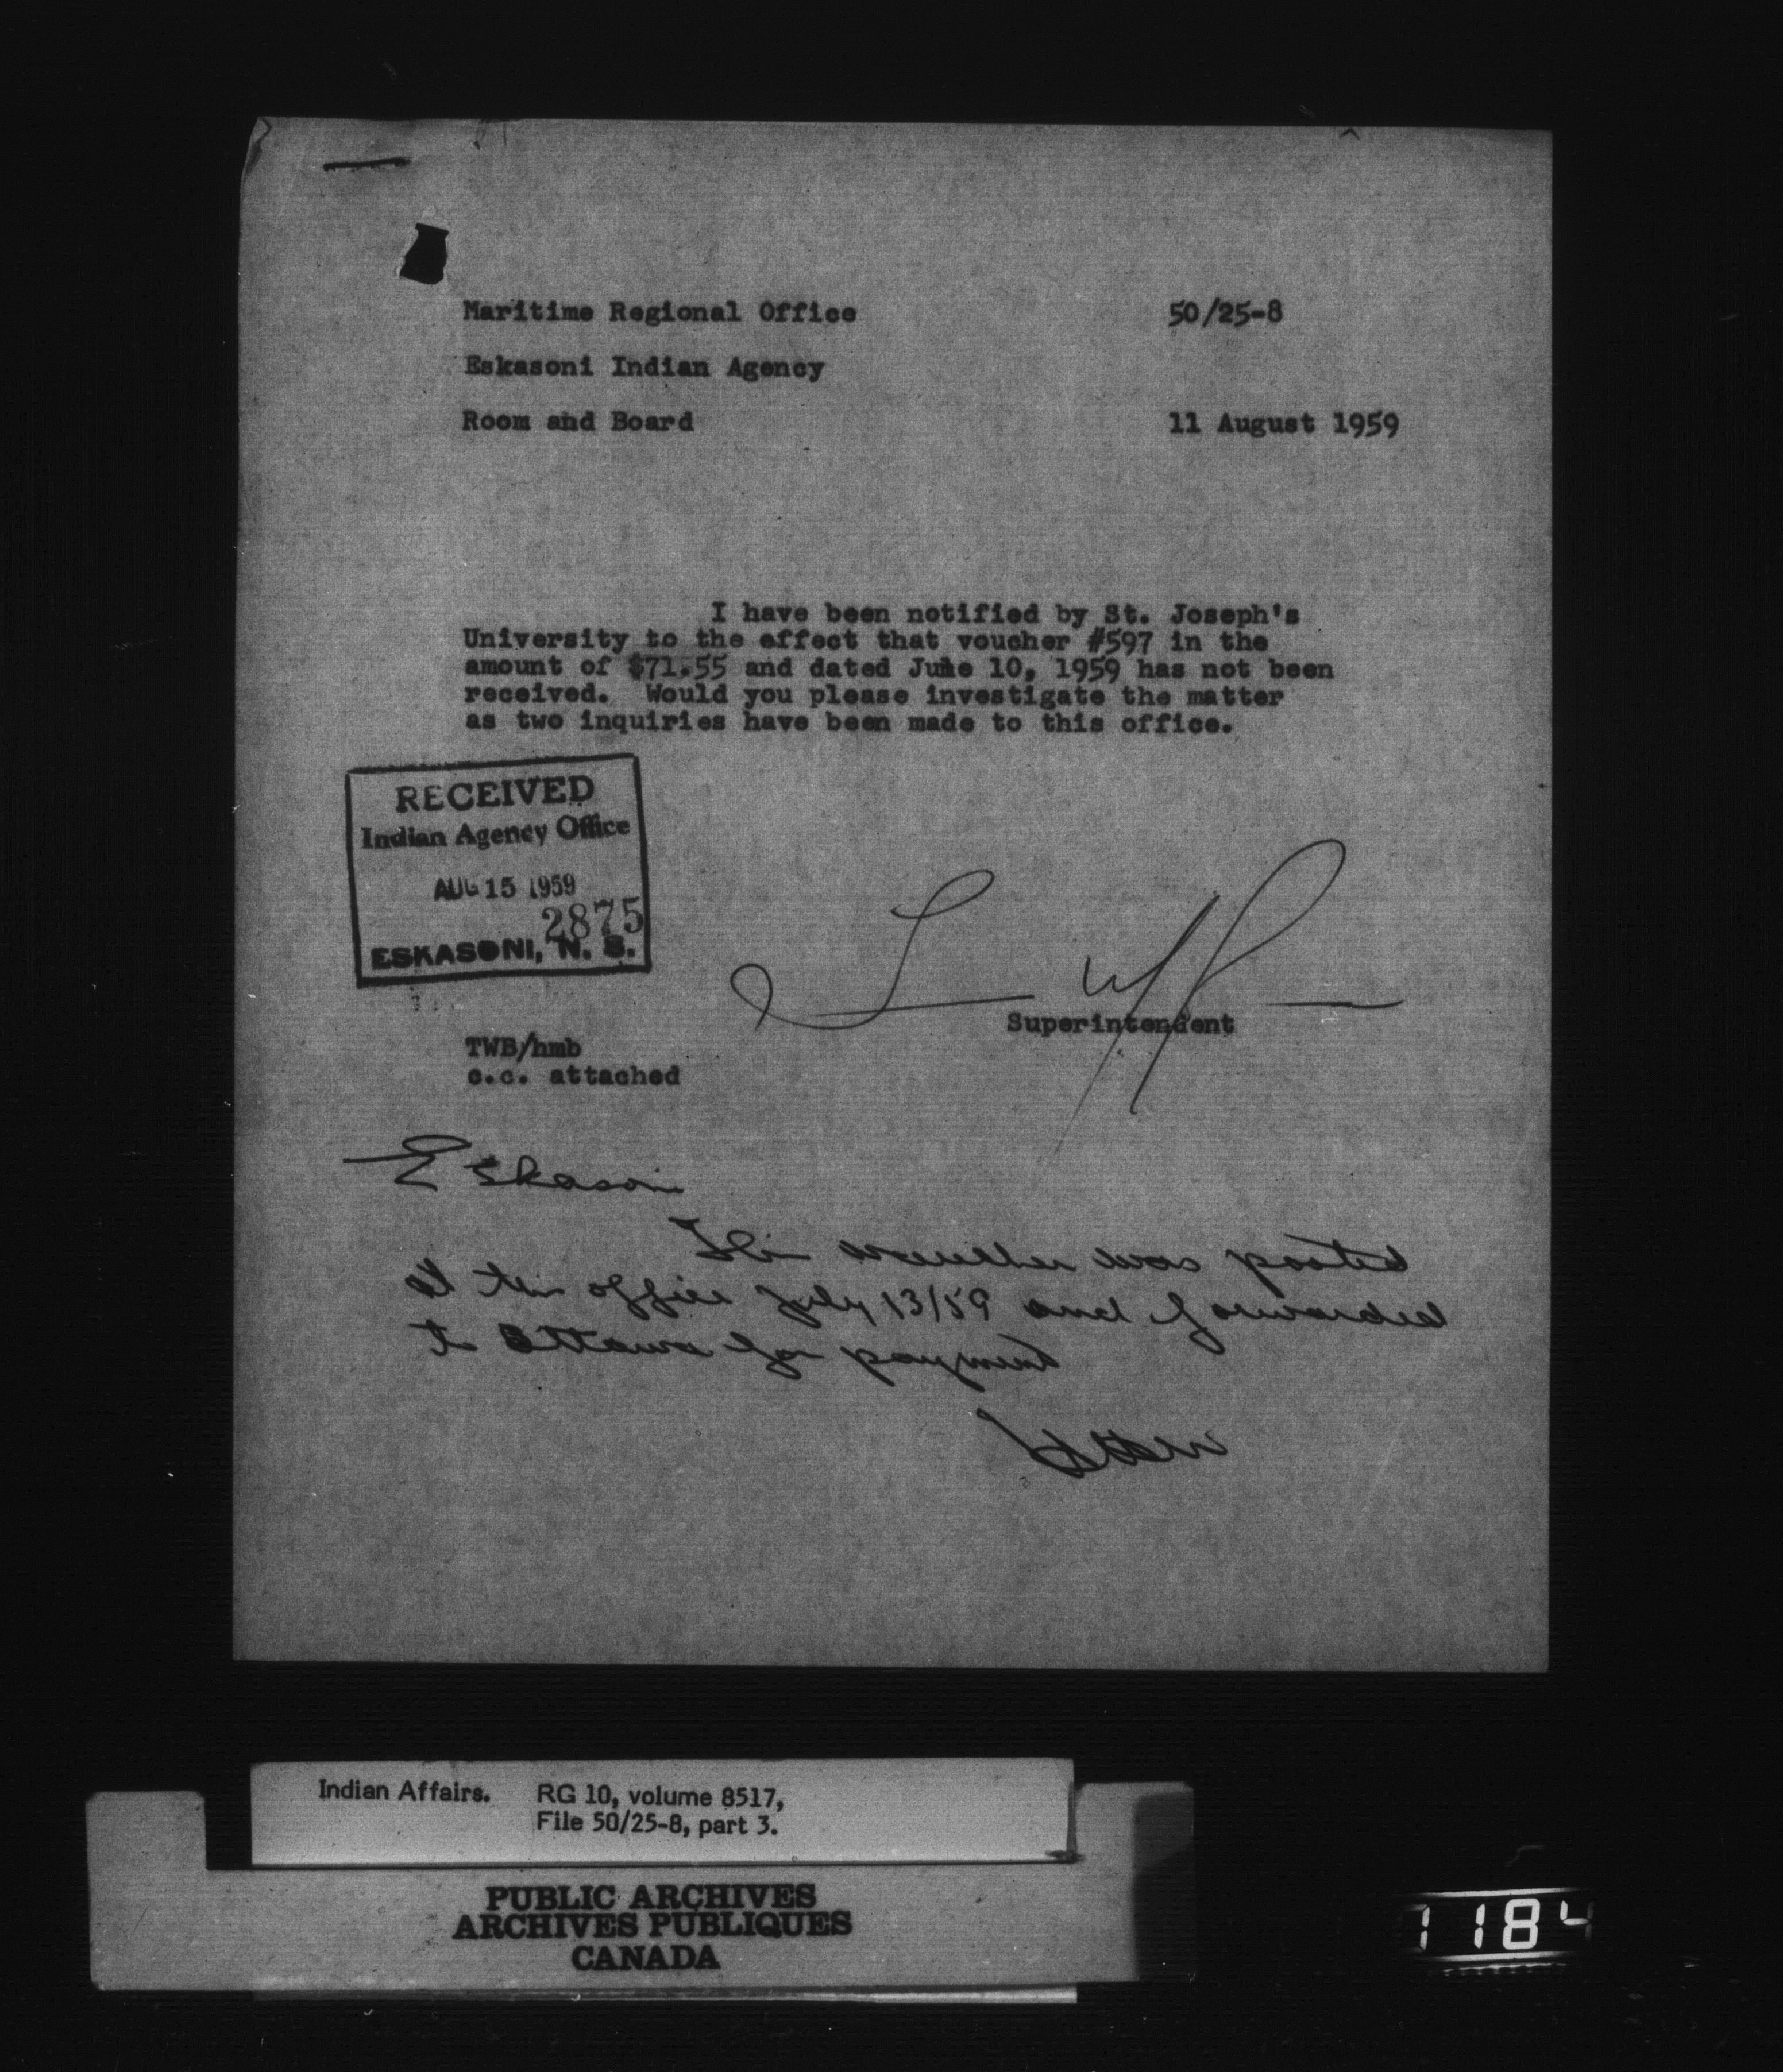 Maritime Regional Office 50/25-8
Eskasoni Indian Agency
Room and Board 11 August 1959
I have been notified by St. Joseph's
University to the effect that voucher #597 in the
amount of $71.55 and dated June 10, 1959 has not been
received. Would you please investigate the matter
as two inquiries have been made to this office.
RECEIVED
Indian Agency Office
AUG 15 1959
2875
ESKASONI, N. S.
Superintendent
TWB/hmb
c.c. attached
Eskasoni
This voucher was posted
at this office July 13/59 and forwarded
to Ottawa for payment
Indian Affairs. RG 10, volume 8517,
File 50/25-8, part 3.
PUBLIC ARCHIVES
ARCHIVES PUBLIQUES
CANADA
1184